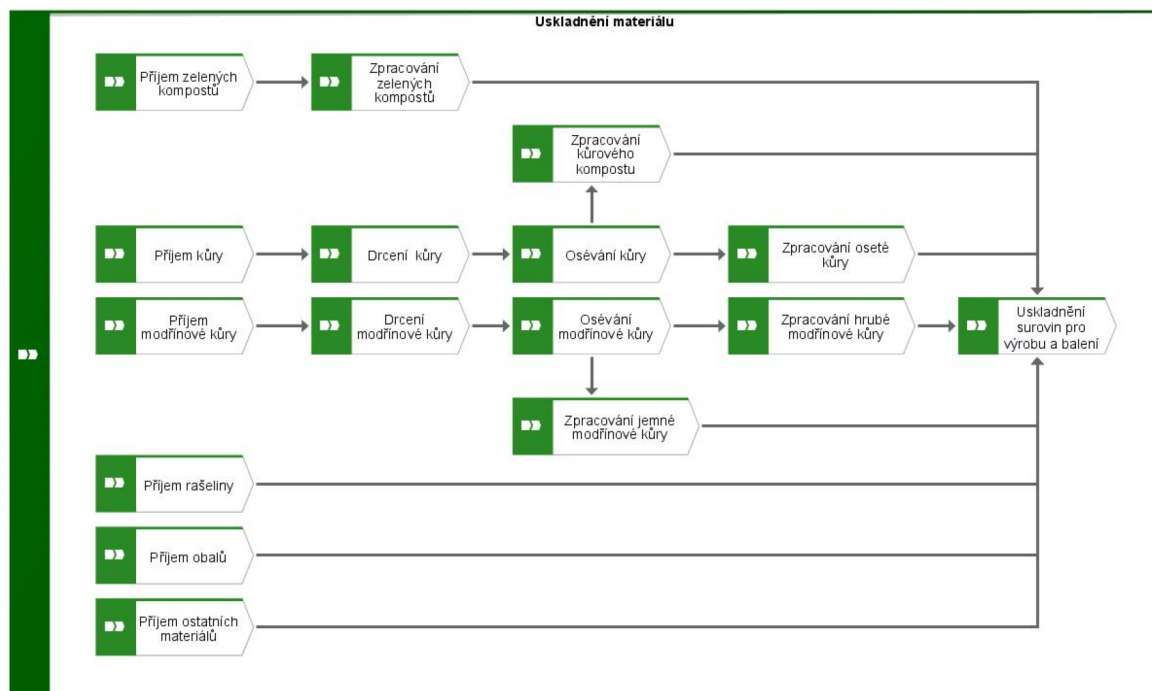 Uskladnění materiálu
Příjem zelených
kompostů
Zpracování
zelených
kompostů
Zpracování
kůrového
kompostu
Příjem kůry
Drcení kůry
Osévání kůry
Zpracování oseté
kůry
Příjem
modřínové kůry
Drcení
modřínové kůry
Osévání
modřínové kůry
Zpracování hrubé
modřínové kůry
Uskladnění
surovin pro
výrobu a balení
Zpracování jemné
modřínové kůry
Příjem rašeliny
Příjem obalů
Příjem ostatních
materiálů